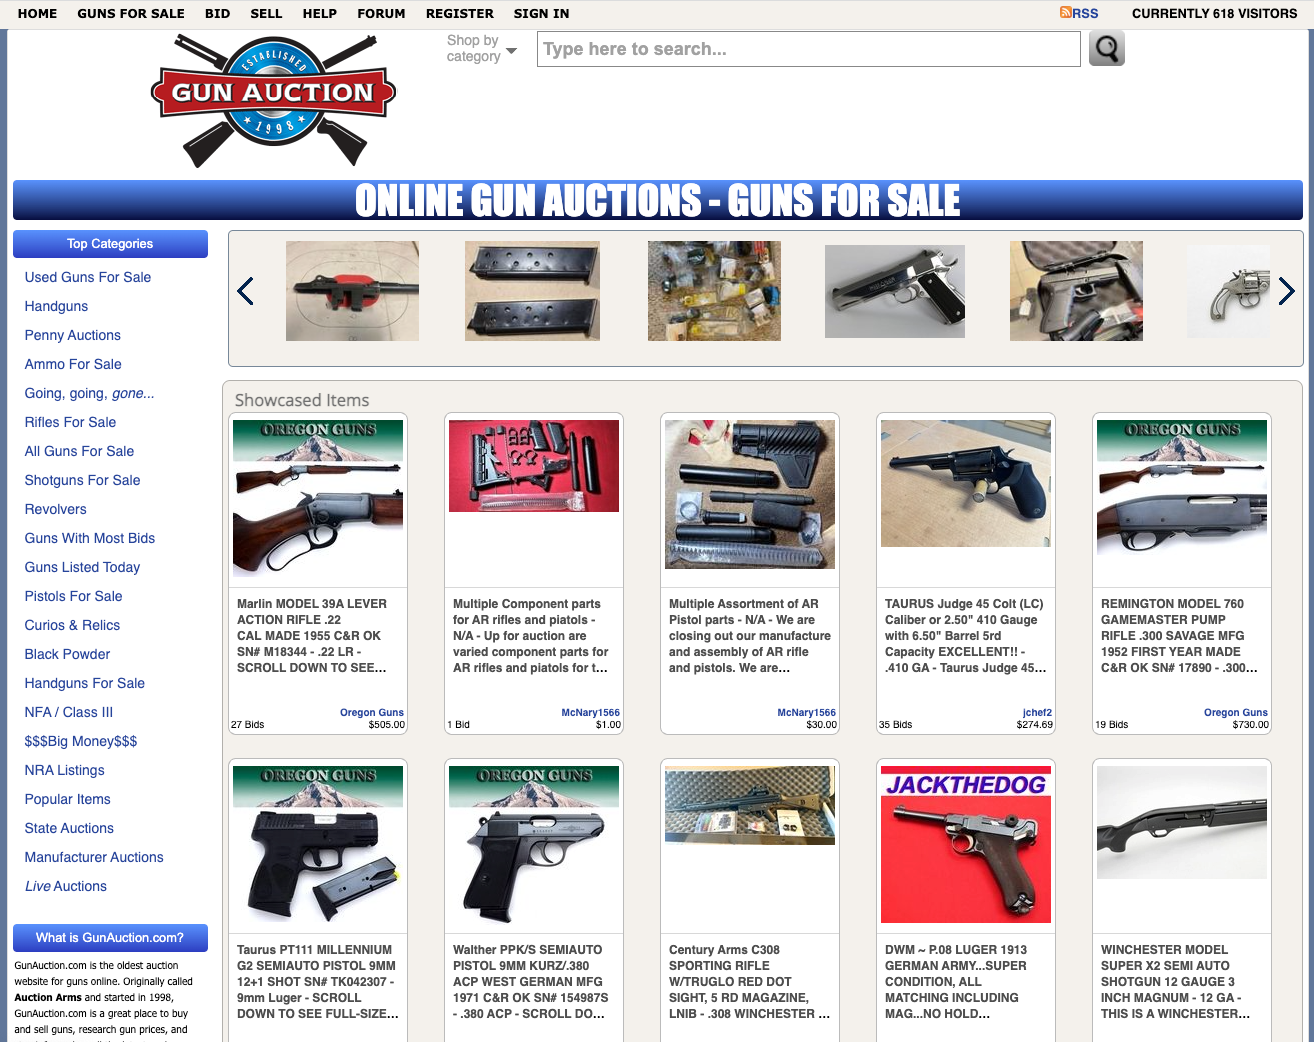 HOME GUNS FOR SALE BID SELL HELP FORUM REGISTER SIGN IN RSS CURRENTLY 618 VISITORS
ESTABLISHED
GUN AUCTION
1998
Shop by
category
Type here to search...
ONLINE GUN AUCTIONS - GUNS FOR SALE
Top Categories
Used Guns For Sale
Handguns
Penny Auctions
Ammo For Sale
Going, going, gone...
Rifles For Sale
All Guns For Sale
Shotguns For Sale
Revolvers
Guns With Most Bids
Guns Listed Today
Pistols For Sale
Curios & Relics
Black Powder
Handguns For Sale
NFA / Class III
$$$Big Money$$$
NRA Listings
Popular Items
State Auctions
Manufacturer Auctions
Live Auctions
What is GunAuction.com?
GunAuction.com is the oldest auction
website for guns online. Originally called
Auction Arms and started in 1998,
GunAuction.com is a great place to buy
and sell guns, research gun prices, and
Showcased Items
OREGON GUNS
Marlin MODEL 39A LEVER
ACTION RIFLE .22
CAL MADE 1955 C&R OK
SN# M18344 - .22 LR -
SCROLL DOWN TO SEE...
Oregon Guns
27 Bids $505.00
Multiple Component parts
for AR rifles and piatols -
N/A - Up for auction are
varied component parts for
AR rifles and piatols for t...
McNary1566
1 Bid $1.00
Multiple Assortment of AR
Pistol parts - N/A - We are
closing out our manufacture
and assembly of AR rifle
and pistols. We are...
McNary1566
$30.00
TAURUS Judge 45 Colt (LC)
Caliber or 2.50" 410 Gauge
with 6.50" Barrel 5rd
Capacity EXCELLENT!! -
.410 GA - Taurus Judge 45...
jchef2
35 Bids $274.69
OREGON GUNS
REMINGTON MODEL 760
GAMEMASTER PUMP
RIFLE .300 SAVAGE MFG
1952 FIRST YEAR MADE
C&R OK SN# 17890 - .300...
Oregon Guns
19 Bids $730.00
OREGON GUNS
Taurus PT111 MILLENNIUM
G2 SEMIAUTO PISTOL 9MM
12+1 SHOT SN# TK042307 -
9mm Luger - SCROLL
DOWN TO SEE FULL-SIZE...
OREGON GUNS
Walther PPK/S SEMIAUTO
PISTOL 9MM KURZ/.380
ACP WEST GERMAN MFG
1971 C&R OK SN# 154987S
- .380 ACP - SCROLL DO...
Century Arms C308
SPORTING RIFLE
W/TRUGLO RED DOT
SIGHT, 5 RD MAGAZINE,
LNIB - .308 WINCHESTER ...
JACKTHEDOG
DWM ~ P.08 LUGER 1913
GERMAN ARMY...SUPER
CONDITION, ALL
MATCHING INCLUDING
MAG...NO HOLD...
WINCHESTER MODEL
SUPER X2 SEMI AUTO
SHOTGUN 12 GAUGE 3
INCH MAGNUM - 12 GA -
THIS IS A WINCHESTER...